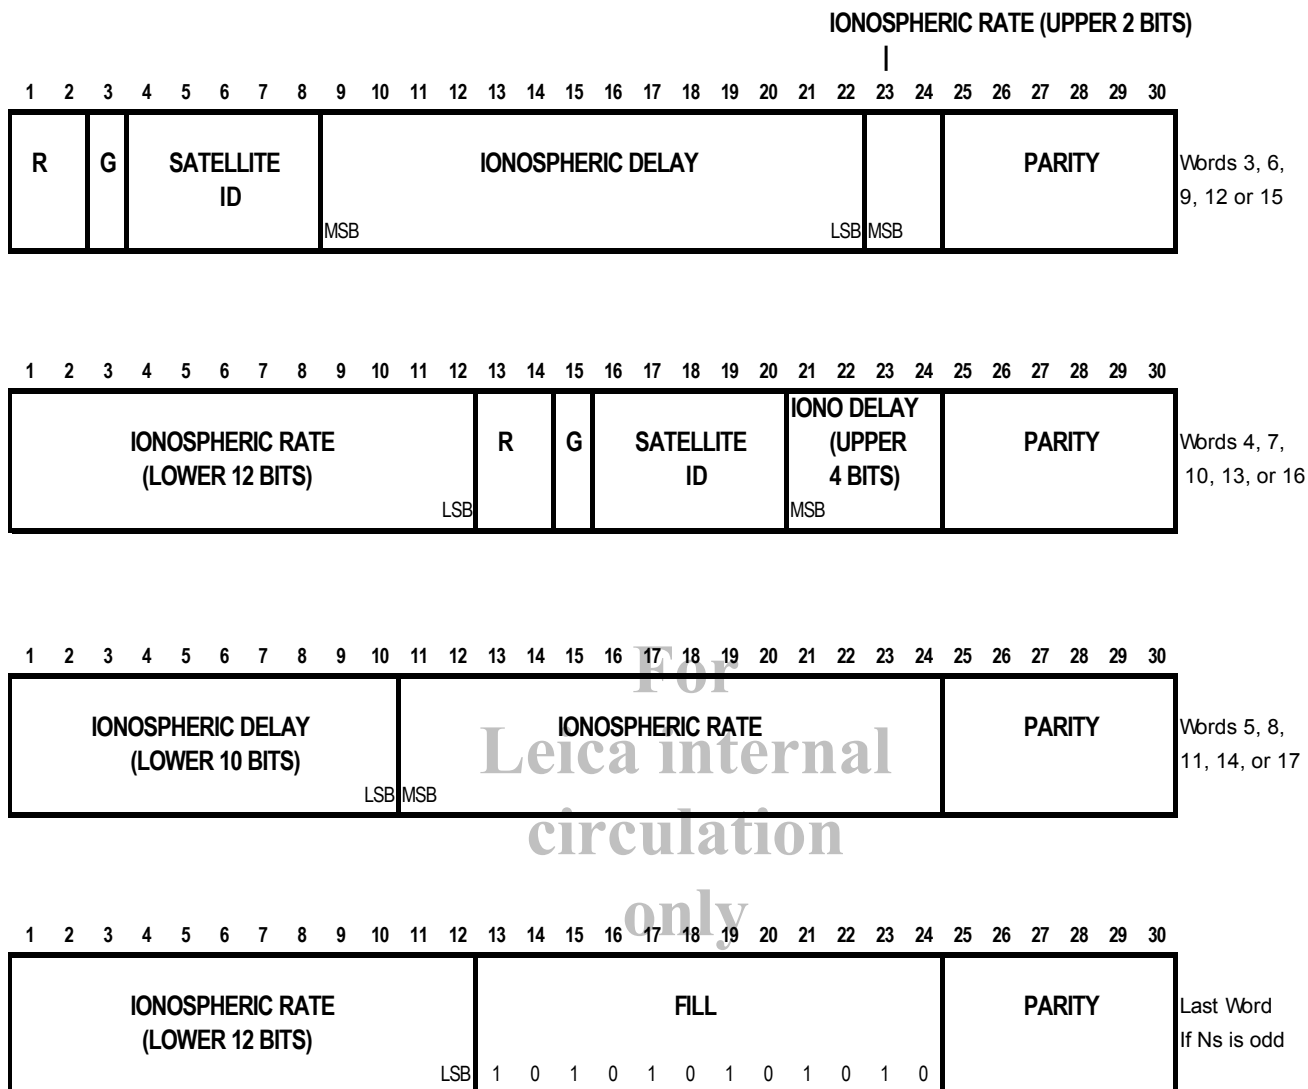 IONOSPHERIC RATE (UPPER 2 BITS)
1 2 3 4 5 6 7 8 9 10 11 12 13 14 15 16 17 18 19 20 21 22 23 24 25 26 27 28 29 30
R G SATELLITE IONOSPHERIC DELAY PARITY Words 3, 6,
ID 9, 12 or 15
MSB LSB MSB
1 2 3 4 5 6 7 8 9 10 11 12 13 14 15 16 17 18 19 20 21 22 23 24 25 26 27 28 29 30
IONO DELAY
IONOSPHERIC RATE R G SATELLITE (UPPER PARITY Words 4, 7,
(LOWER 12 BITS) ID 4 BITS) 10, 13, or 16
LSB MSB
For
1 2 3 4 5 6 7 8 9 10 11 12 13 14 15 16 17 18 19 20 21 22 23 24 25 26 27 28 29 30
IONOSPHERIC DELAY IONOSPHERIC RATE PARITY Words 5, 8,
(LOWER 10 BITS) 11, 14, or 17
Leica internal
LSB MSB
circulation
only
1 2 3 4 5 6 7 8 9 10 11 12 13 14 15 16 17 18 19 20 21 22 23 24 25 26 27 28 29 30
IONOSPHERIC RATE FILL PARITY Last Word
(LOWER 12 BITS) If Ns is odd
LSB 1 0 1 0 1 0 1 0 1 0 1 0